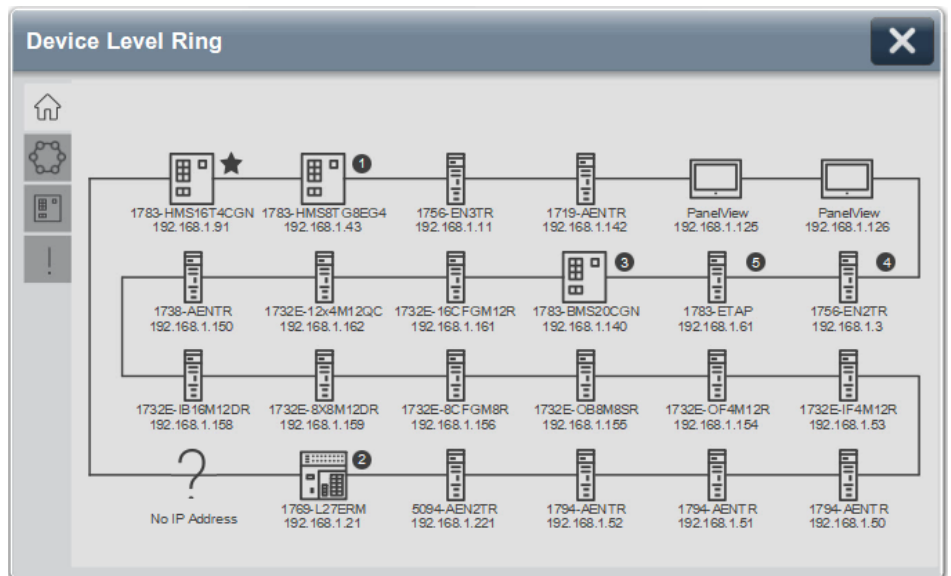 Device Level Ring
1
1783-HMS16T4CGN 1783-HMS8TG8EG4 1756-EN3TR 1719-AENTR PanelView PanelView
192.168.1.91 192.168.1.43 192.168.1.11 192.168.1.142 192.168.1.125 192.168.1.126
3 5 4
1738-AENTR 1732E-12x4M12QC 1732E-16CFGM12R 1783-BMS20CGN 1783-ETAP 1756-EN2TR
192.168.1.150 192.168.1.162 192.168.1.161 192.168.1.140 192.168.1.61 192.168.1.3
1732E-IB16M12DR 1732E-8X8M12DR 1732E-8CFGM8R 1732E-OB8M8SR 1732E-OF4M12R 1732E-IF4M12R
192.168.1.158 192.168.1.159 192.168.1.156 192.168.1.155 192.168.1.154 192.168.1.53
? 2
No IP Address 1769-L27ERM 5094-AEN2TR 1794-AENTR 1794-AENTR 1794-AENTR
192.168.1.21 192.168.1.221 192.168.1.52 192.168.1.51 192.168.1.50